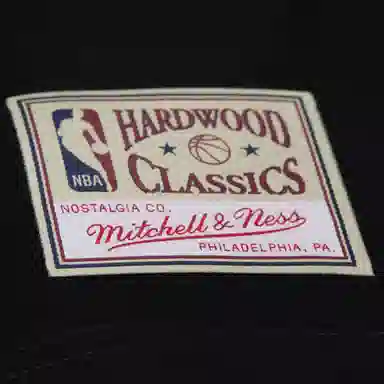 HARDWOOD
NBA
CLASSICS
NOSTALGIA CO.
Mitchell & Ness
PHILADELPHIA, PA.